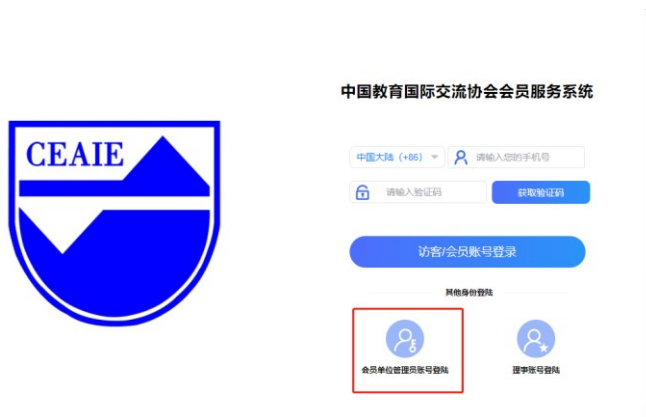 中国教育国际交流协会会员服务系统
CEAIE
中国大陆（+86） 请输入您的手机号
请输入验证码 获取验证码
访客/会员账号登录
其他身份登陆
会员单位管理员账号登陆 理事账号登陆